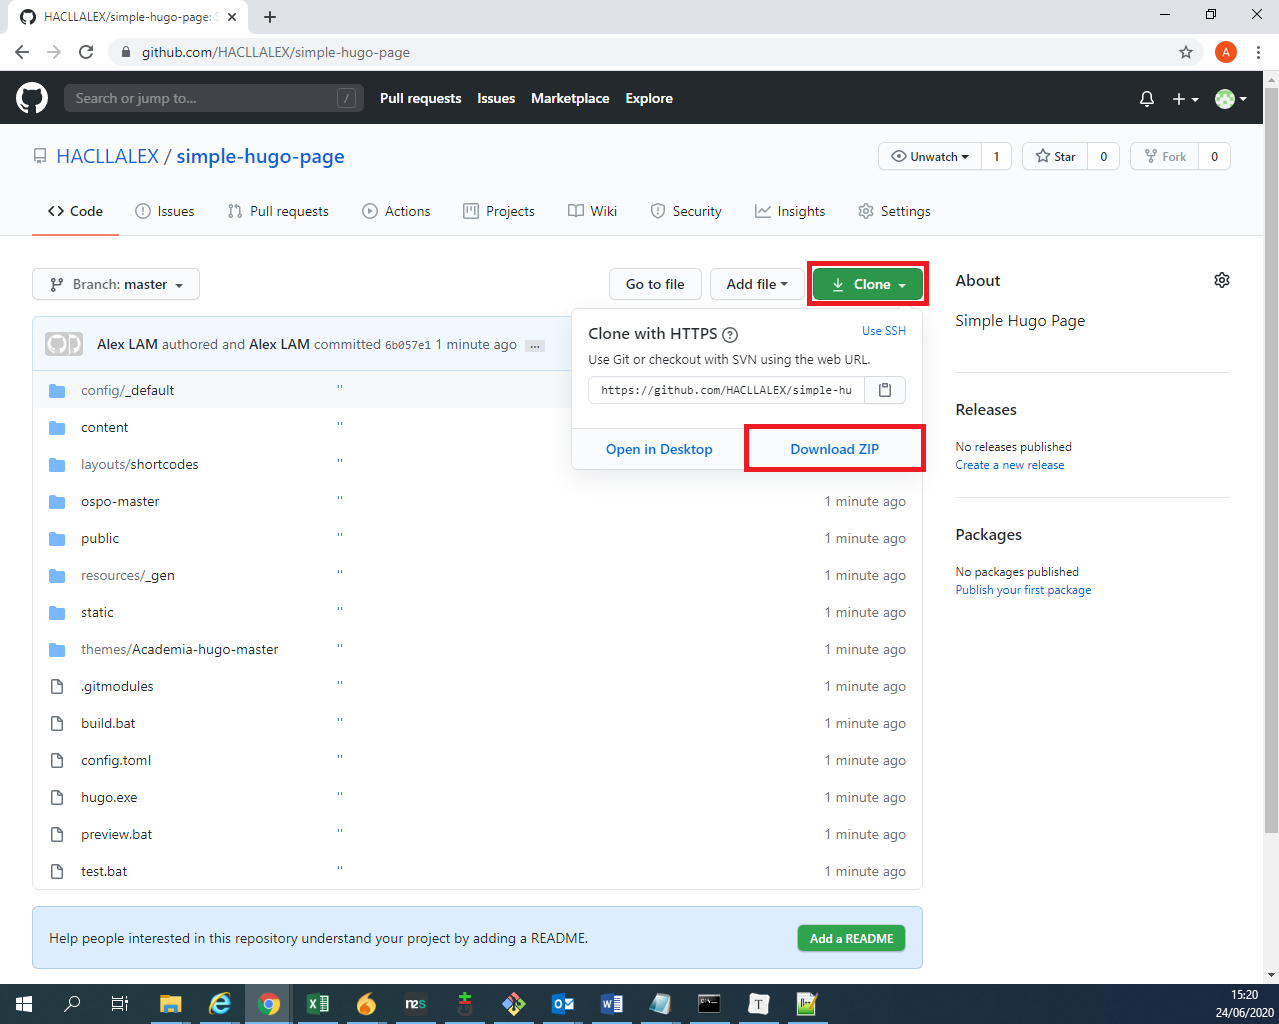 HACLLALEX/simple-hugo-page:
github.com/HACLLALEX/simple-hugo-page
A
Search or jump to...
/
Pull requests
Issues
Marketplace
Explore
HACLLALEX / simple-hugo-page
Unwatch
1
Star
0
Fork
0
Code
Issues
Pull requests
Actions
Projects
Wiki
Security
Insights
Settings
Branch: master
Go to file
Add file
Clone
About
Simple Hugo Page
Clone with HTTPS ?
Use SSH
Use Git or checkout with SVN using the web URL.
https://github.com/HACLLALEX/simple-hu
Open in Desktop
Download ZIP
Alex LAM authored and Alex LAM committed 6b057e1 1 minute ago ...
config/_default ''
content ''
layouts/shortcodes ''
ospo-master '' 1 minute ago
public '' 1 minute ago
resources/_gen '' 1 minute ago
static '' 1 minute ago
themes/Academia-hugo-master '' 1 minute ago
.gitmodules '' 1 minute ago
build.bat '' 1 minute ago
config.toml '' 1 minute ago
hugo.exe '' 1 minute ago
preview.bat '' 1 minute ago
test.bat '' 1 minute ago
Releases
No releases published
Create a new release
Packages
No packages published
Publish your first package
Help people interested in this repository understand your project by adding a README.
Add a README
n2s
T
15:20
24/06/2020